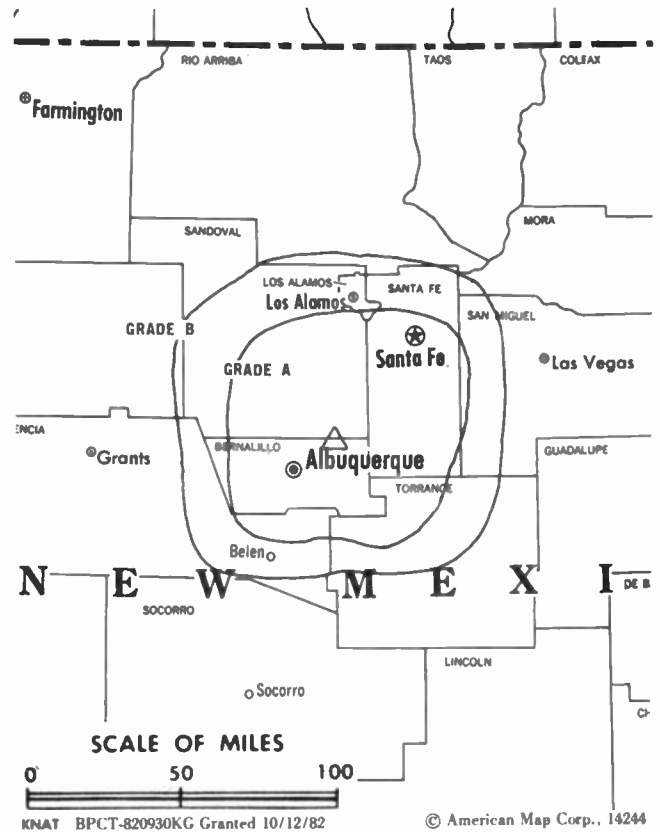 RIO ARRIBA
TAOS
COLFAX
Farmington
MORA
SANDOVAL
LOS ALAMOS
Los Alamos
SANTA FE
SAN MIGUEL
GRADE B
Santa Fe
Las Vegas
GRADE A
ENCIA
BERNALILLO
GUADALUPE
Grants
Albuquerque
TORRANCE
Belen
N E W M E X I
DE B
SOCORRO
LINCOLN
Socorro
CH
SCALE OF MILES
0 50 100
KNAT BPCT-820930KG Granted 10/12/82
© American Map Corp., 14244